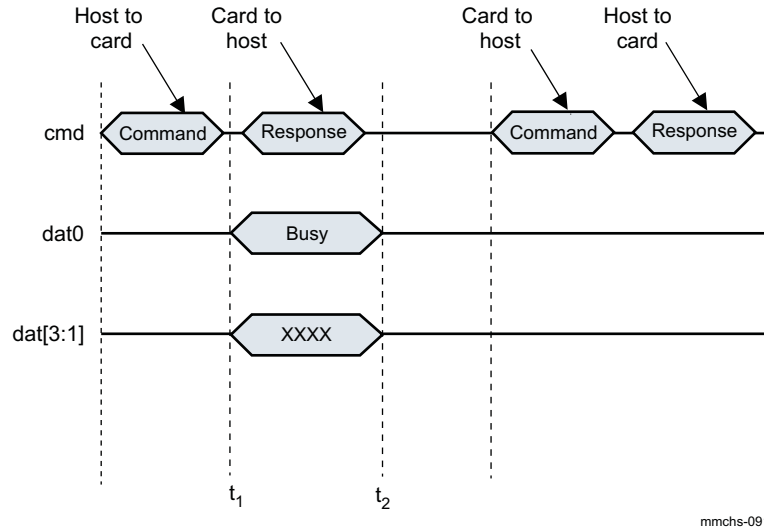 Host to
card
Card to
host
Card to
host
Host to
card
cmd
Command
Response
Command
Response
dat0
Busy
dat[3:1]
XXXX
t1
t2
mmchs-09